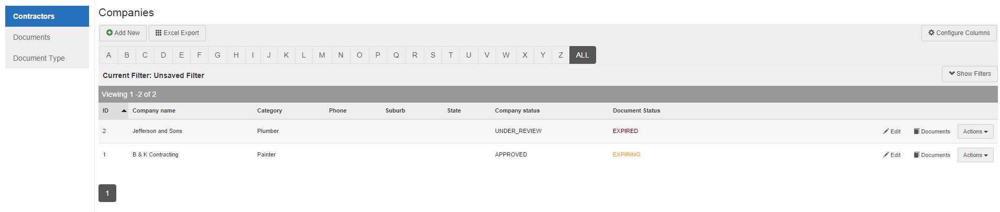 Contractors
Documents
Document Type
Companies
Add New Excel Export Configure Columns
A B C D E F G H I J K L M N O P Q R S T U V W X Y Z ALL
Current Filter: Unsaved Filter Show Filters
Viewing 1 -2 of 2
ID Company name Category Phone Suburb State Company status Document Status
2 Jefferson and Sons Plumber UNDER_REVIEW EXPIRED Edit Documents Actions
1 B & K Contracting Painter APPROVED EXPIRING Edit Documents Actions
1